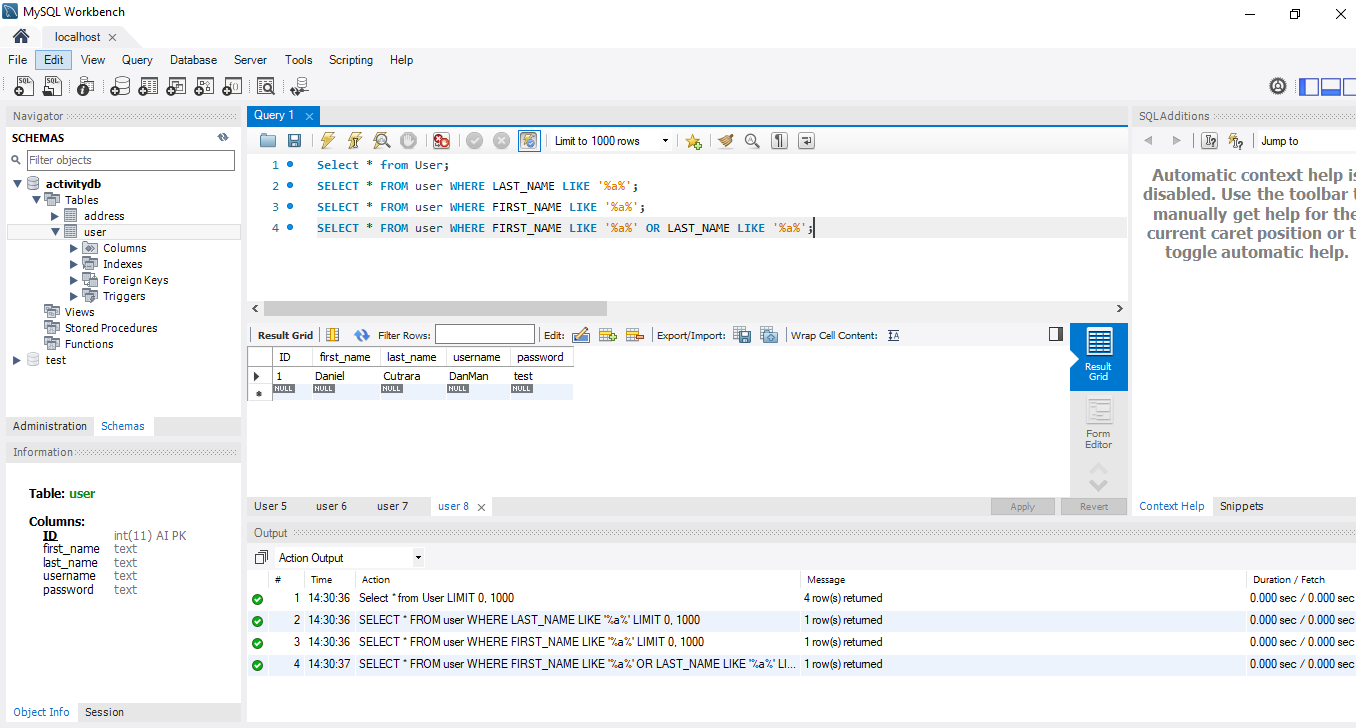 MySQL Workbench
localhost
File Edit View Query Database Server Tools Scripting Help
Navigator
SCHEMAS
Filter objects
activitydb
Tables
address
user
Columns
Indexes
Foreign Keys
Triggers
Views
Stored Procedures
Functions
test
Administration Schemas
Information
Table: user
Columns:
ID int(11) AI PK
first_name text
last_name text
username text
password text
Object Info Session
Query 1
Limit to 1000 rows
1 Select * from User;
2 SELECT * FROM user WHERE LAST_NAME LIKE '%a%';
3 SELECT * FROM user WHERE FIRST_NAME LIKE '%a%';
4 SELECT * FROM user WHERE FIRST_NAME LIKE '%a%' OR LAST_NAME LIKE '%a%';
Result Grid Filter Rows: Edit: Export/Import: Wrap Cell Content:
ID first_name last_name username password
1 Daniel Cutrara DanMan test
NULL NULL NULL NULL NULL
Result
Grid
Form
Editor
User 5 user 6 user 7 user 8
Apply Revert
SQLAdditions
Jump to
Automatic context help is
disabled. Use the toolbar t
manually get help for the
current caret position or t
toggle automatic help.
Context Help Snippets
Output
Action Output
# Time Action Message Duration / Fetch
1 14:30:36 Select * from User LIMIT 0, 1000 4 row(s) returned 0.000 sec / 0.000 sec
2 14:30:36 SELECT * FROM user WHERE LAST_NAME LIKE '%a%' LIMIT 0, 1000 1 row(s) returned 0.000 sec / 0.000 sec
3 14:30:36 SELECT * FROM user WHERE FIRST_NAME LIKE '%a%' LIMIT 0, 1000 1 row(s) returned 0.000 sec / 0.000 sec
4 14:30:37 SELECT * FROM user WHERE FIRST_NAME LIKE '%a%' OR LAST_NAME LIKE '%a%' LI... 1 row(s) returned 0.000 sec / 0.000 sec